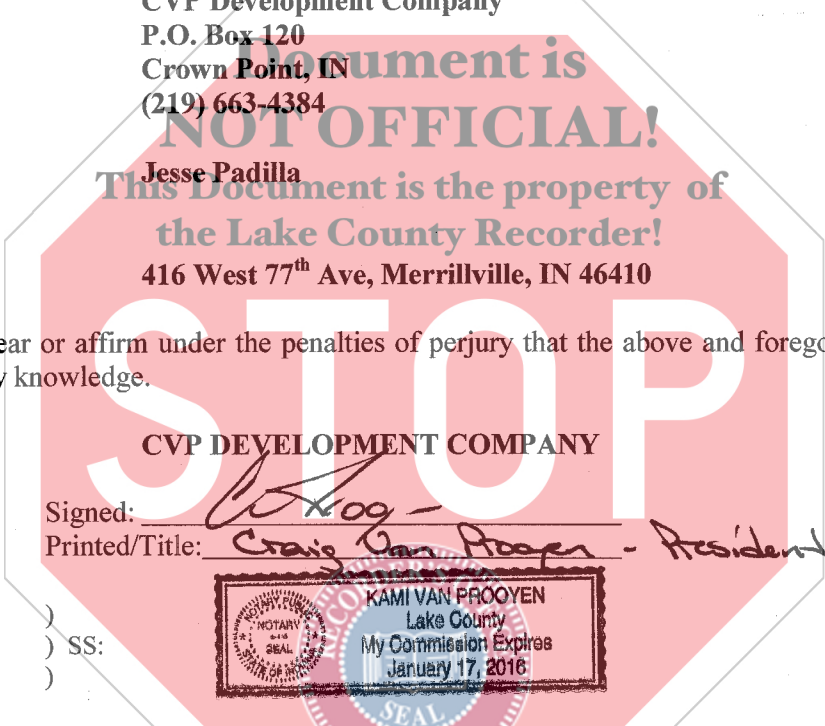 CVP Development Company
P.O. Box 120
Crown Point, IN
(219) 663-4384
Document is
NOT OFFICIAL!
Jesse Padilla
This Document is the property of
the Lake County Recorder!
416 West 77th Ave, Merrillville, IN 46410
STOP
ear or affirm under the penalties of perjury that the above and forego
knowledge.
CVP DEVELOPMENT COMPANY
Signed:
Printed/Title: Craig Van Prooyen - President
KAMI VAN PROOYEN
Lake County
My Commission Expires
January 17, 2016
NOTARY PUBLIC
NOTARY
SEAL
)
) SS:
)
SEAL